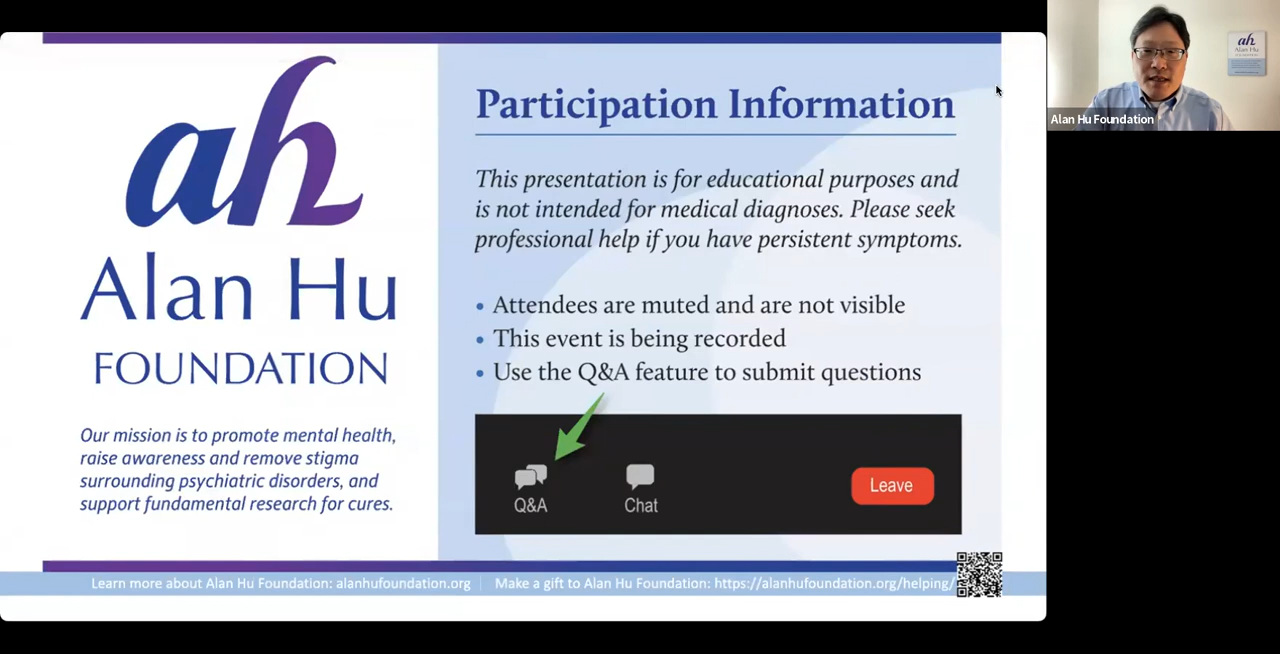 ah
Alan Hu
FOUNDATION
Our mission is to promote mental health,
raise awareness and remove stigma
surrounding psychiatric disorders, and
support fundamental research for cures.
Participation Information
This presentation is for educational purposes and
is not intended for medical diagnoses. Please seek
professional help if you have persistent symptoms.
• Attendees are muted and are not visible
• This event is being recorded
• Use the Q&A feature to submit questions
Q&A
Chat
Leave
Learn more about Alan Hu Foundation: alanhufoundation.org | Make a gift to Alan Hu Foundation: https://alanhufoundation.org/helping/
ah
Alan Hu
Alan Hu Foundation